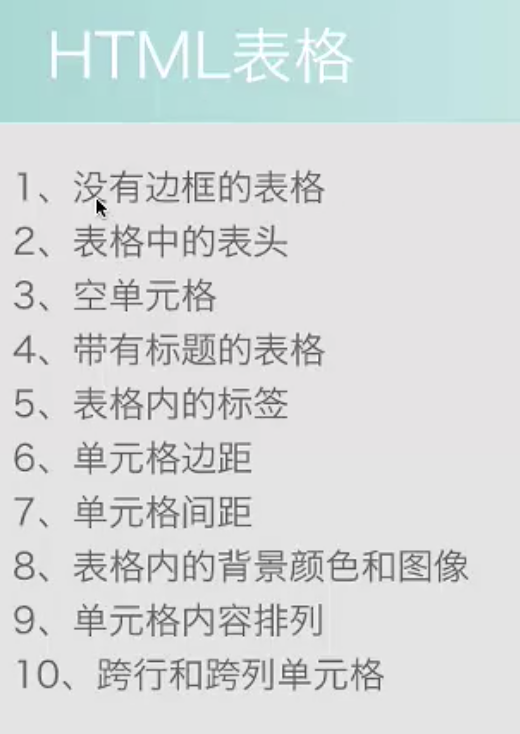 HTML表格
1、没有边框的表格
2、表格中的表头
3、空单元格
4、带有标题的表格
5、表格内的标签
6、单元格边距
7、单元格间距
8、表格内的背景颜色和图像
9、单元格内容排列
10、跨行和跨列单元格